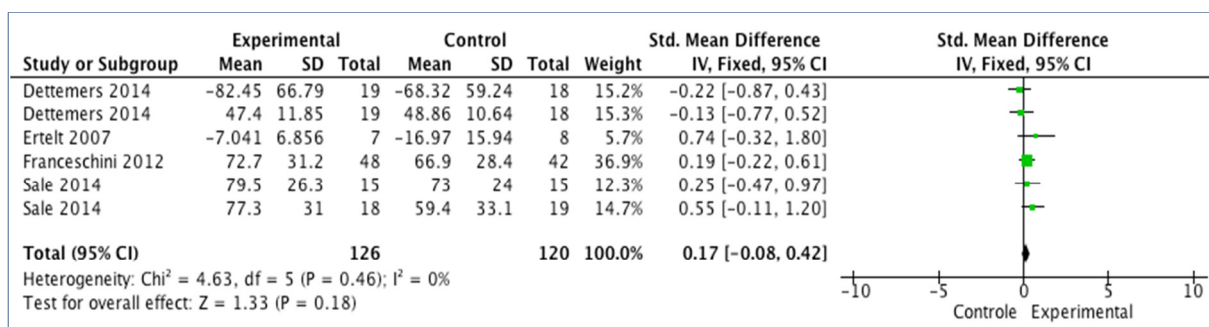 Experimental Control Std. Mean Difference Std. Mean Difference
Study or Subgroup Mean SD Total Mean SD Total Weight IV, Fixed, 95% CI IV, Fixed, 95% CI
Dettemers 2014 -82.45 66.79 19 -68.32 59.24 18 15.2% -0.22 [-0.87, 0.43]
Dettemers 2014 47.4 11.85 19 48.86 10.64 18 15.3% -0.13 [-0.77, 0.52]
Ertelt 2007 -7.041 6.856 7 -16.97 15.94 8 5.7% 0.74 [-0.32, 1.80]
Franceschini 2012 72.7 31.2 48 66.9 28.4 42 36.9% 0.19 [-0.22, 0.61]
Sale 2014 79.5 26.3 15 73 24 15 12.3% 0.25 [-0.47, 0.97]
Sale 2014 77.3 31 18 59.4 33.1 19 14.7% 0.55 [-0.11, 1.20]
Total (95% CI) 126 120 100.0% 0.17 [-0.08, 0.42]
Heterogeneity: Chi² = 4.63, df = 5 (P = 0.46); I² = 0%
Test for overall effect: Z = 1.33 (P = 0.18)
-10 -5 0 5 10
Controle Experimental